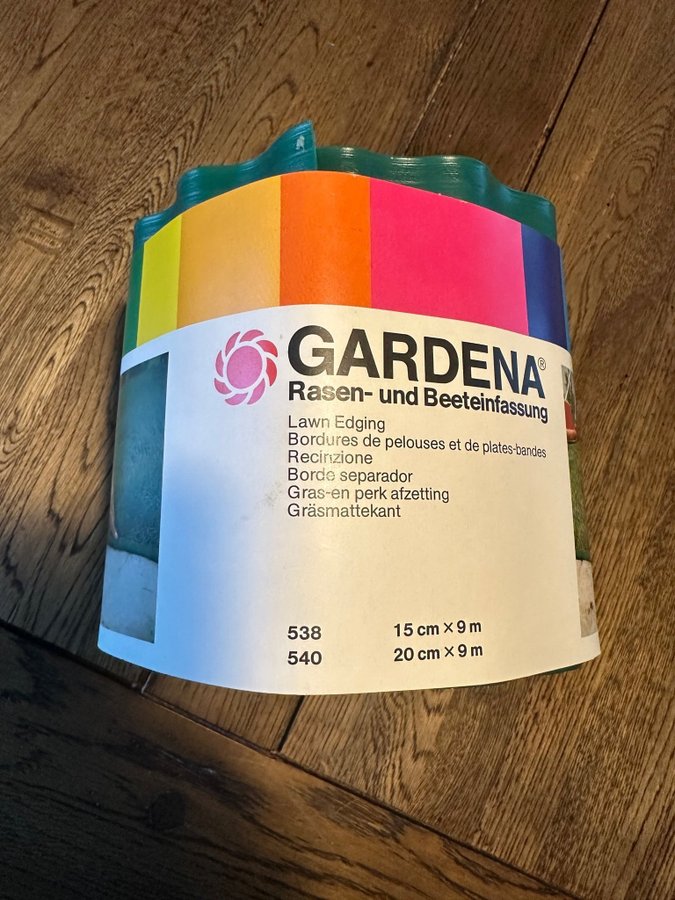 GARDENA®
Rasen- und Beeteinfassung
Lawn Edging
Bordures de pelouses et de plates-bandes
Recinzione
Borde separador
Gras-en perk afzetting
Gräsmattekant
538 15 cm × 9 m
540 20 cm × 9 m